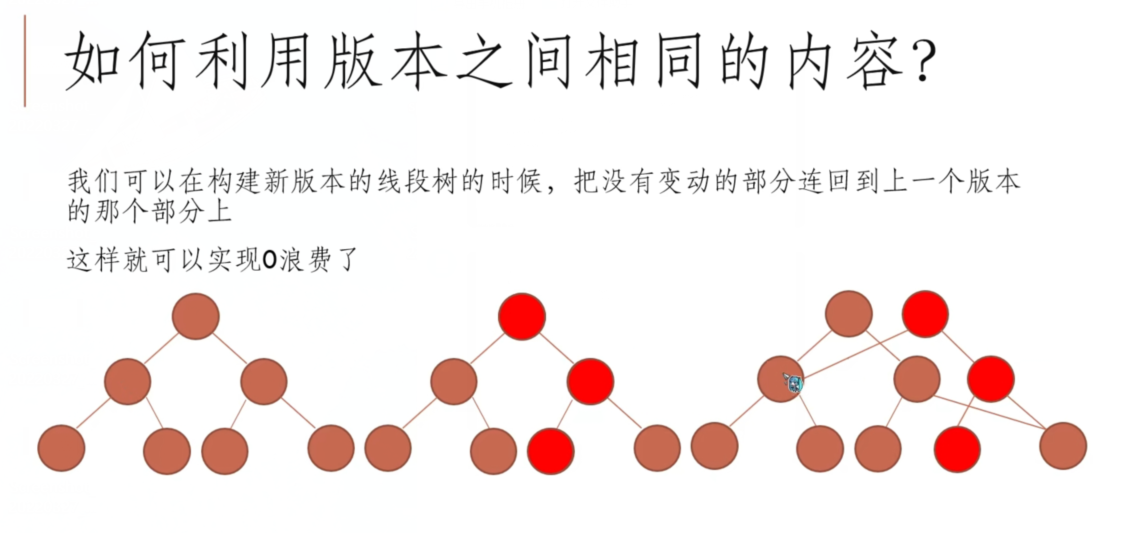 如何利用版本之间相同的内容？
我们可以在构建新版本的线段树的时候，把没有变动的部分连回到上一个版本
的那个部分上
这样就可以实现0浪费了